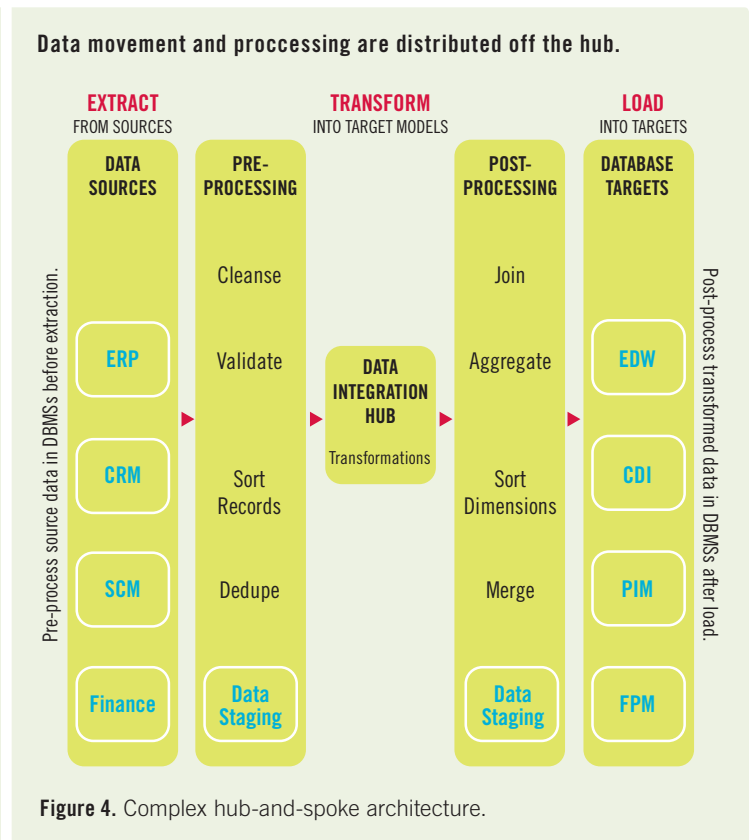 Data movement and proccessing are distributed off the hub.
EXTRACT
FROM SOURCES
TRANSFORM
INTO TARGET MODELS
LOAD
INTO TARGETS
Pre-process source data in DBMSs before extraction.
DATA
SOURCES
ERP
CRM
SCM
Finance
PRE-
PROCESSING
Cleanse
Validate
Sort
Records
Dedupe
Data
Staging
DATA
INTEGRATION
HUB
Transformations
POST-
PROCESSING
Join
Aggregate
Sort
Dimensions
Merge
Data
Staging
DATABASE
TARGETS
EDW
CDI
PIM
FPM
Post-process transformed data in DBMSs after load.
Figure 4. Complex hub-and-spoke architecture.